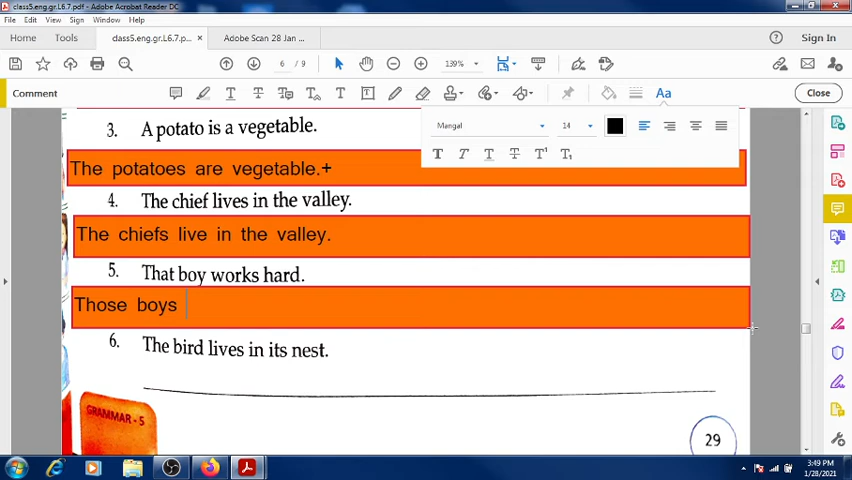 class5.eng.gr.L6.7.pdf - Adobe Acrobat Reader DC
File Edit View Sign Window Help
Home Tools class5.eng.gr.L6.7.p... × Adobe Scan 28 Jan ... Sign In
6 / 9 139%
Comment Aa Close
Mangal 14
T T T T T¹ T₁
3. A potato is a vegetable.
The potatoes are vegetable.+
4. The chief lives in the valley.
The chiefs live in the valley.
5. That boy works hard.
Those boys
6. The bird lives in its nest.
GRAMMAR - 5
29
3:49 PM
1/28/2021